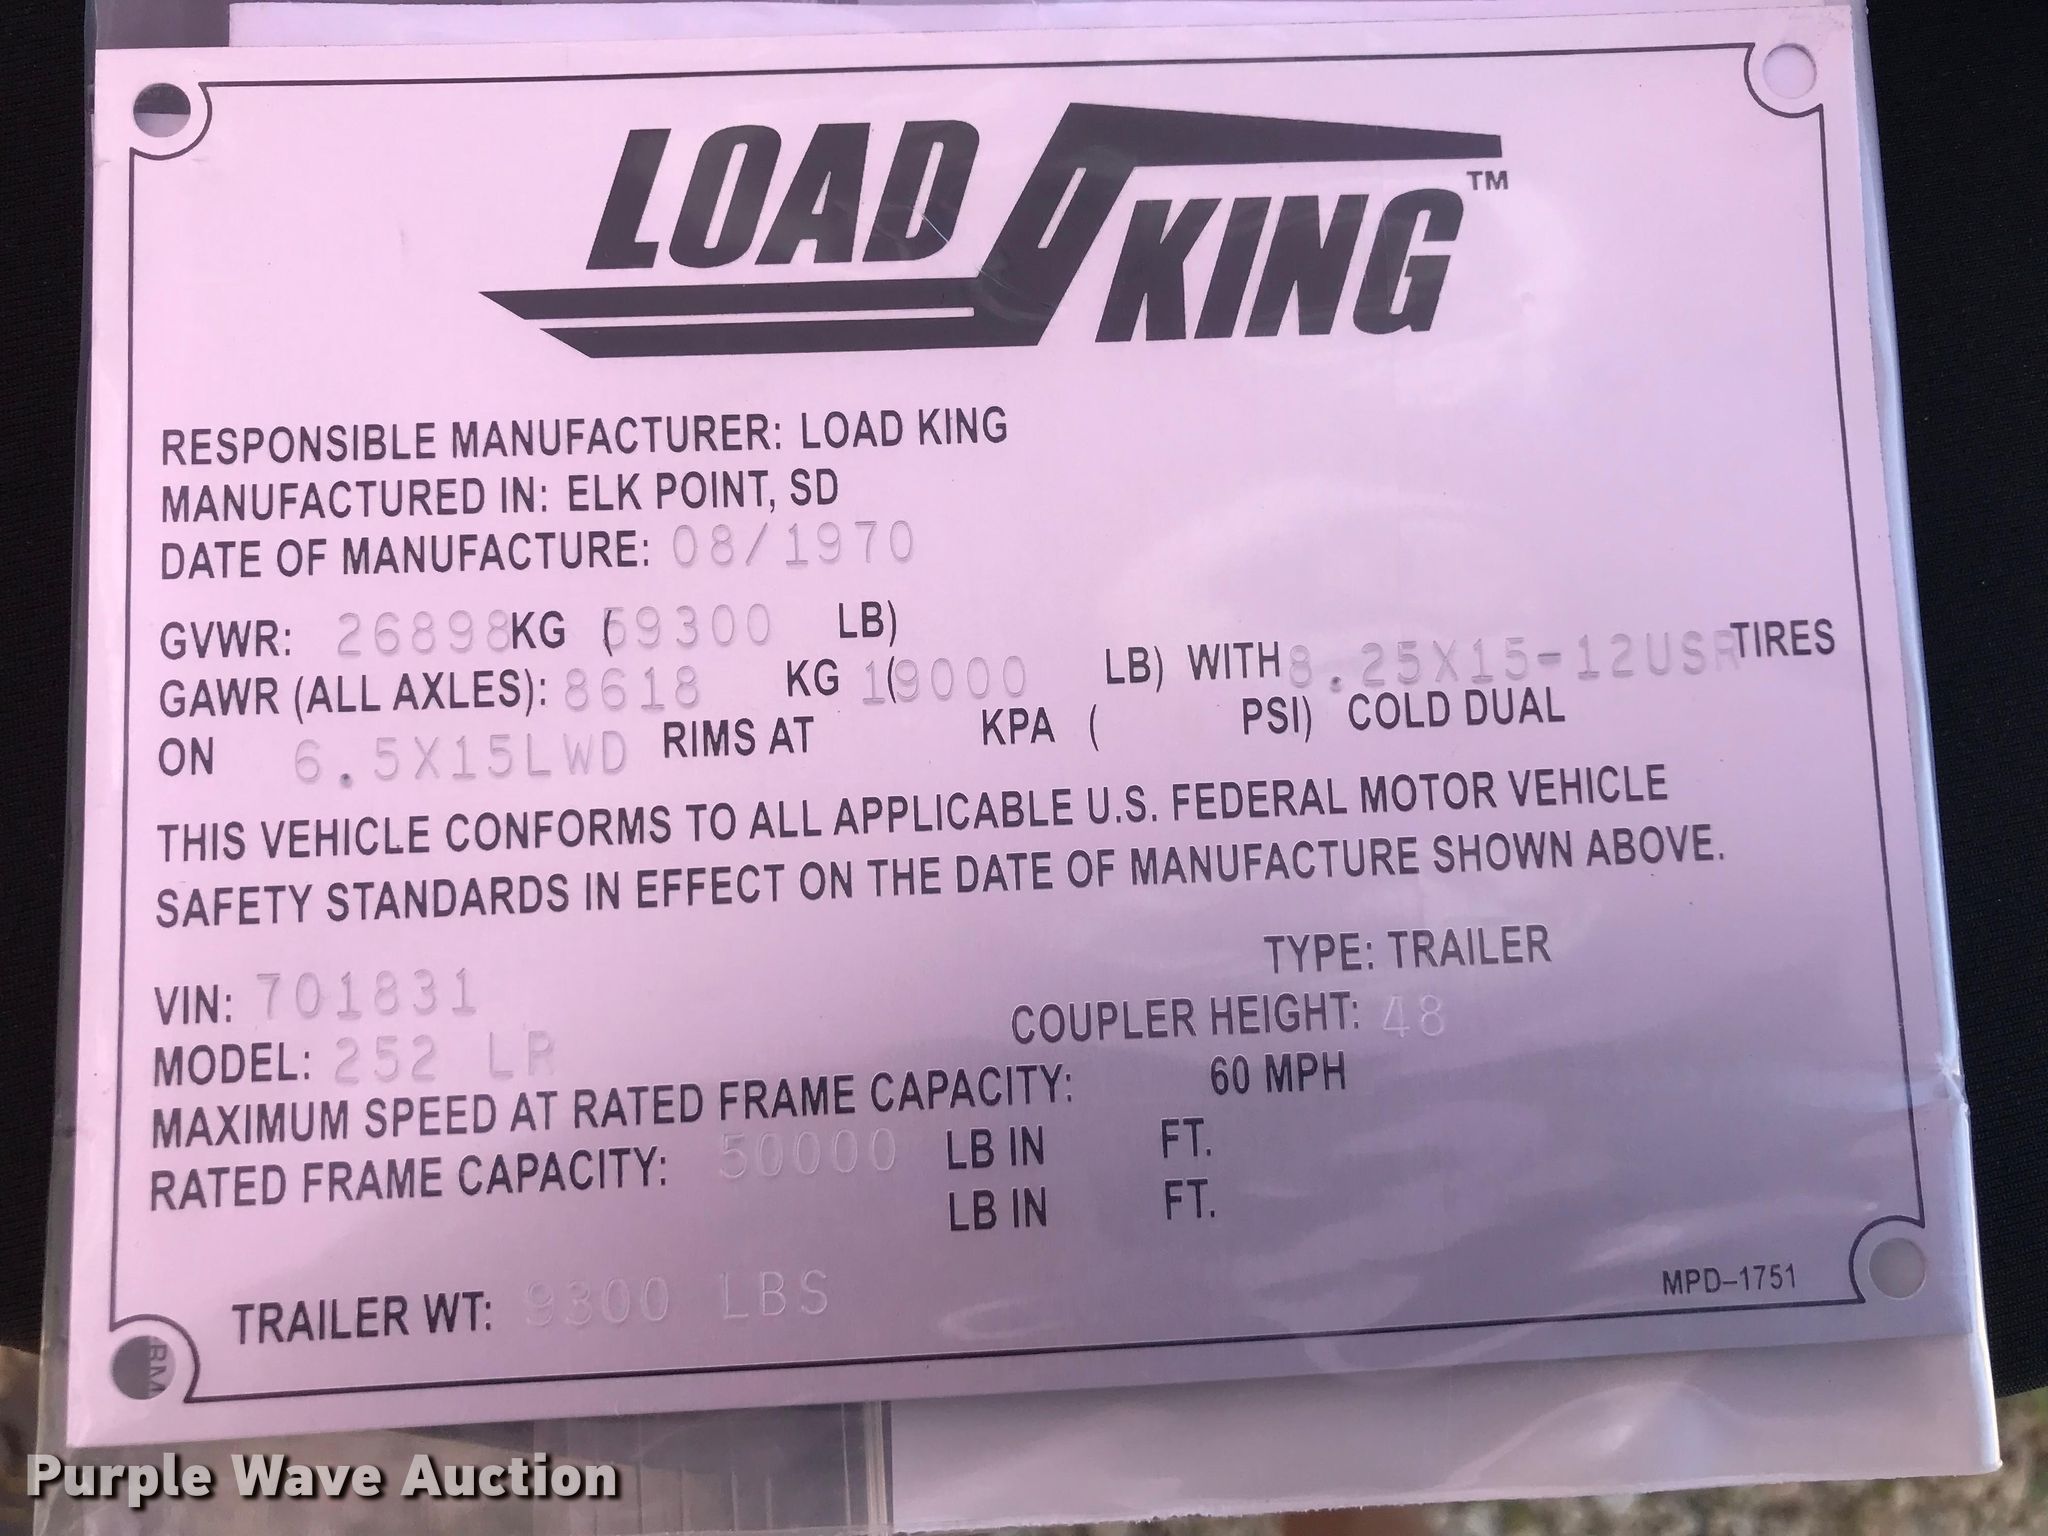 LOAD KING™
RESPONSIBLE MANUFACTURER: LOAD KING
MANUFACTURED IN: ELK POINT, SD
DATE OF MANUFACTURE: 08/1970
GVWR: 26898 KG (59300 LB)
GAWR (ALL AXLES): 8618 KG (19000 LB) WITH 8.25X15-12USR TIRES
ON 6.5X15LWD RIMS AT KPA ( PSI) COLD DUAL
THIS VEHICLE CONFORMS TO ALL APPLICABLE U.S. FEDERAL MOTOR VEHICLE
SAFETY STANDARDS IN EFFECT ON THE DATE OF MANUFACTURE SHOWN ABOVE.
TYPE: TRAILER
VIN: 701831
COUPLER HEIGHT: 48
MODEL: 252 LR
MAXIMUM SPEED AT RATED FRAME CAPACITY: 60 MPH
RATED FRAME CAPACITY: 50000 LB IN FT.
LB IN FT.
TRAILER WT: 9300 LBS
MPD-1751
RM
Purple Wave Auction